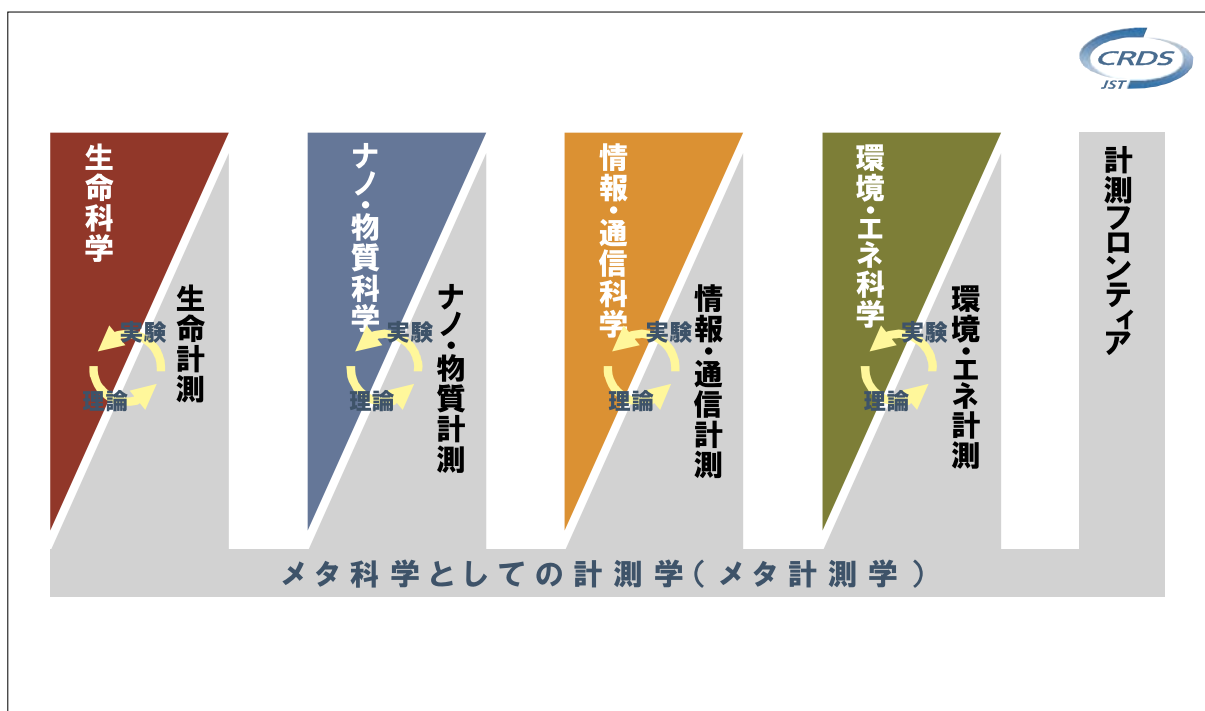 CRDS
JST
生命科学
生命計測
実験
理論
ナノ・物質科学
ナノ・物質計測
実験
理論
情報・通信科学
情報・通信計測
実験
理論
環境・エネ科学
環境・エネ計測
実験
理論
計測フロンティア
メタ科学としての計測学(メタ計測学)